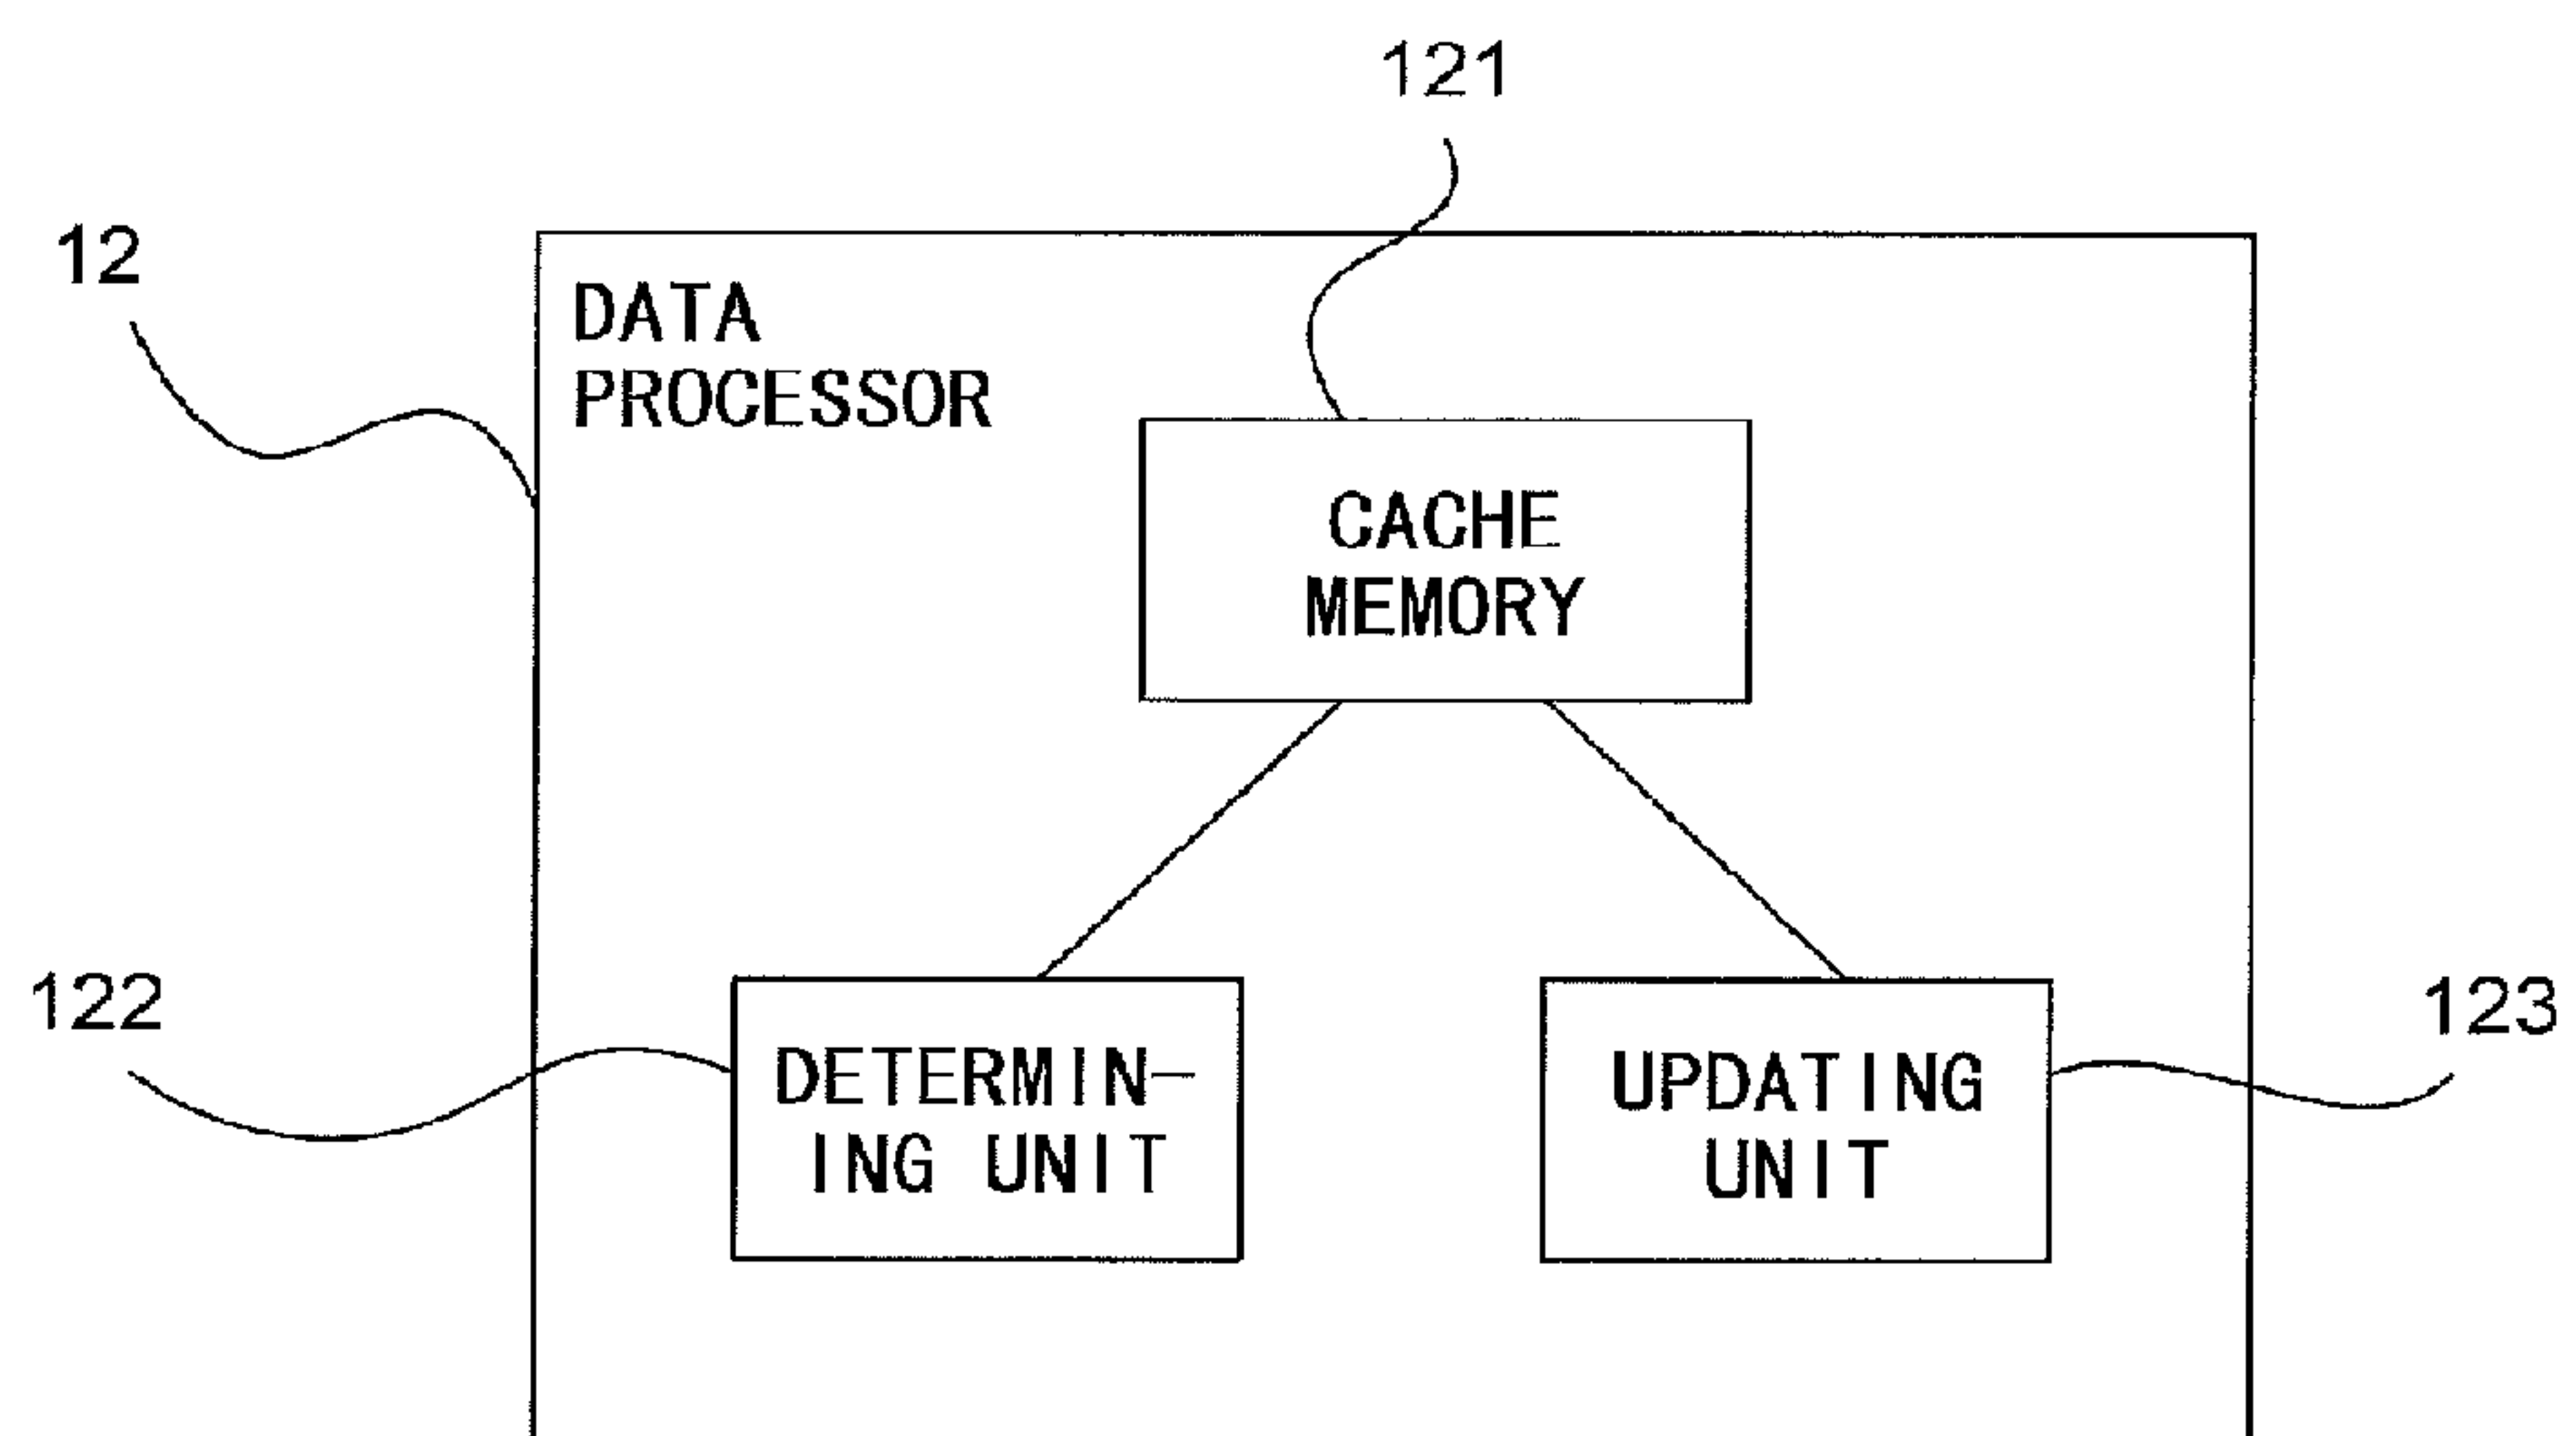 121
12
DATA
PROCESSOR
CACHE
MEMORY
122
DETERMIN-
ING UNIT
UPDATING
UNIT
123